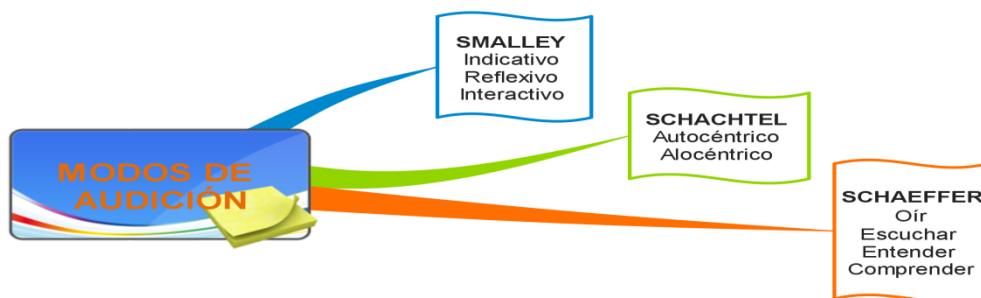 MODOS DE
AUDICIÓN
SMALLEY
Indicativo
Reflexivo
Interactivo
SCHACHTEL
Autocéntrico
Alocéntrico
SCHAEFFER
Oír
Escuchar
Entender
Comprender